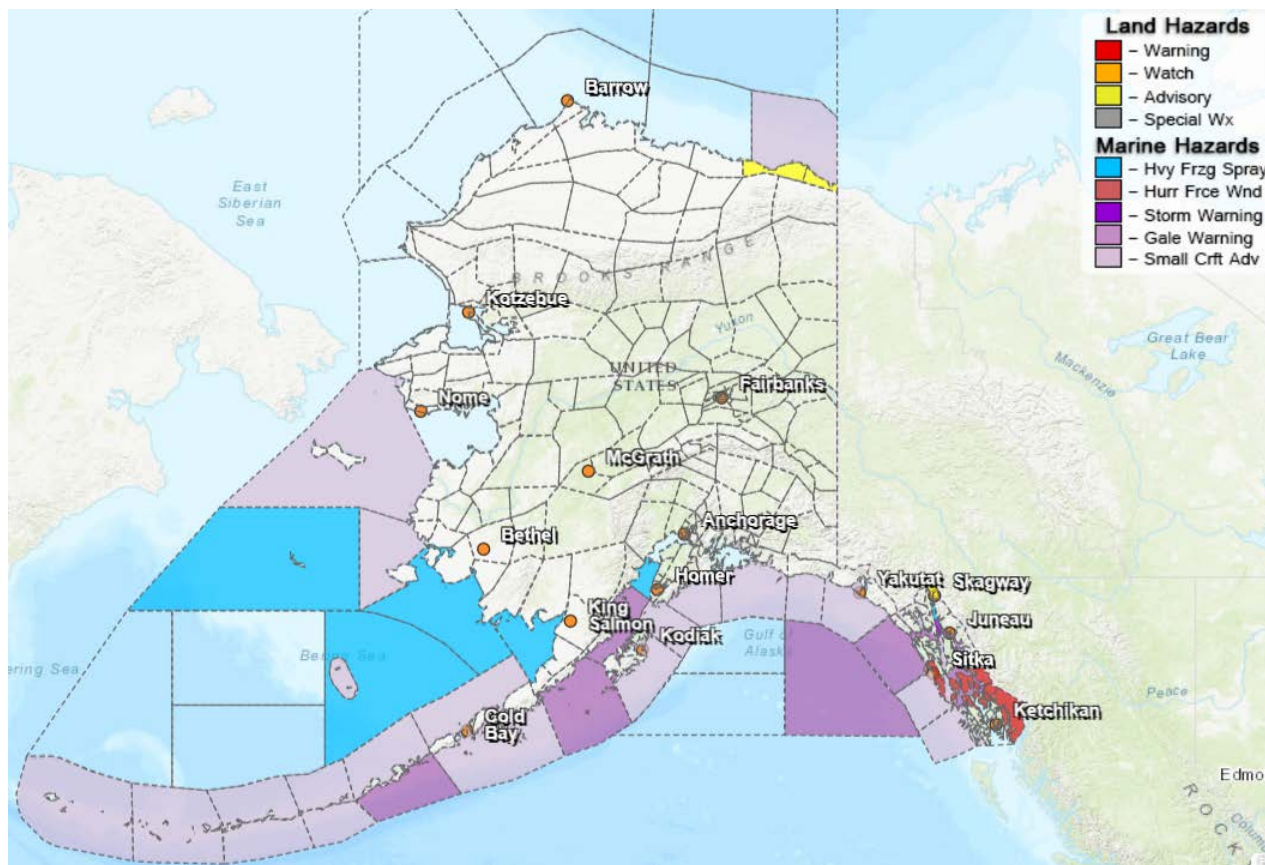 Land Hazards
– Warning
– Watch
– Advisory
– Special Wx
Marine Hazards
– Hvy Frzg Spray
– Hurr Frce Wnd
– Storm Warning
– Gale Warning
– Small Crft Adv
Barrow
East
Siberian
Sea
BROOKS RANGE
Kotzebue
Yukon
Great Bear
Lake
Mackenzie
UNITED
STATES
Fairbanks
Nome
McGrath
Anchorage
Bethel
Homer
Yakutat
Skagway
King
Salmon
Juneau
Kodiak
Gulf of
Alaska
Sitka
ering Sea
Bering Sea
Peace
Cold
Bay
Ketchikan
Edmo
ROCK
Colum